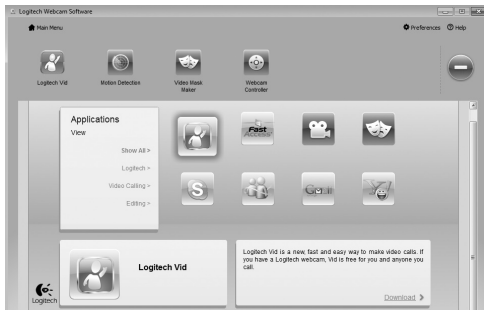 Logitech Webcam Software
Main Menu
Preferences
Help
Logitech Vid
Motion Detection
Video Mask
Maker
Webcam
Controller
Applications
View
Show All >
Logitech >
Video Calling >
Editing >
Fast
Access
S
Logitech Vid
Logitech Vid is a new, fast and easy way to make video calls. If
you have a Logitech webcam, Vid is free for you and anyone you
call.
Download
Logitech